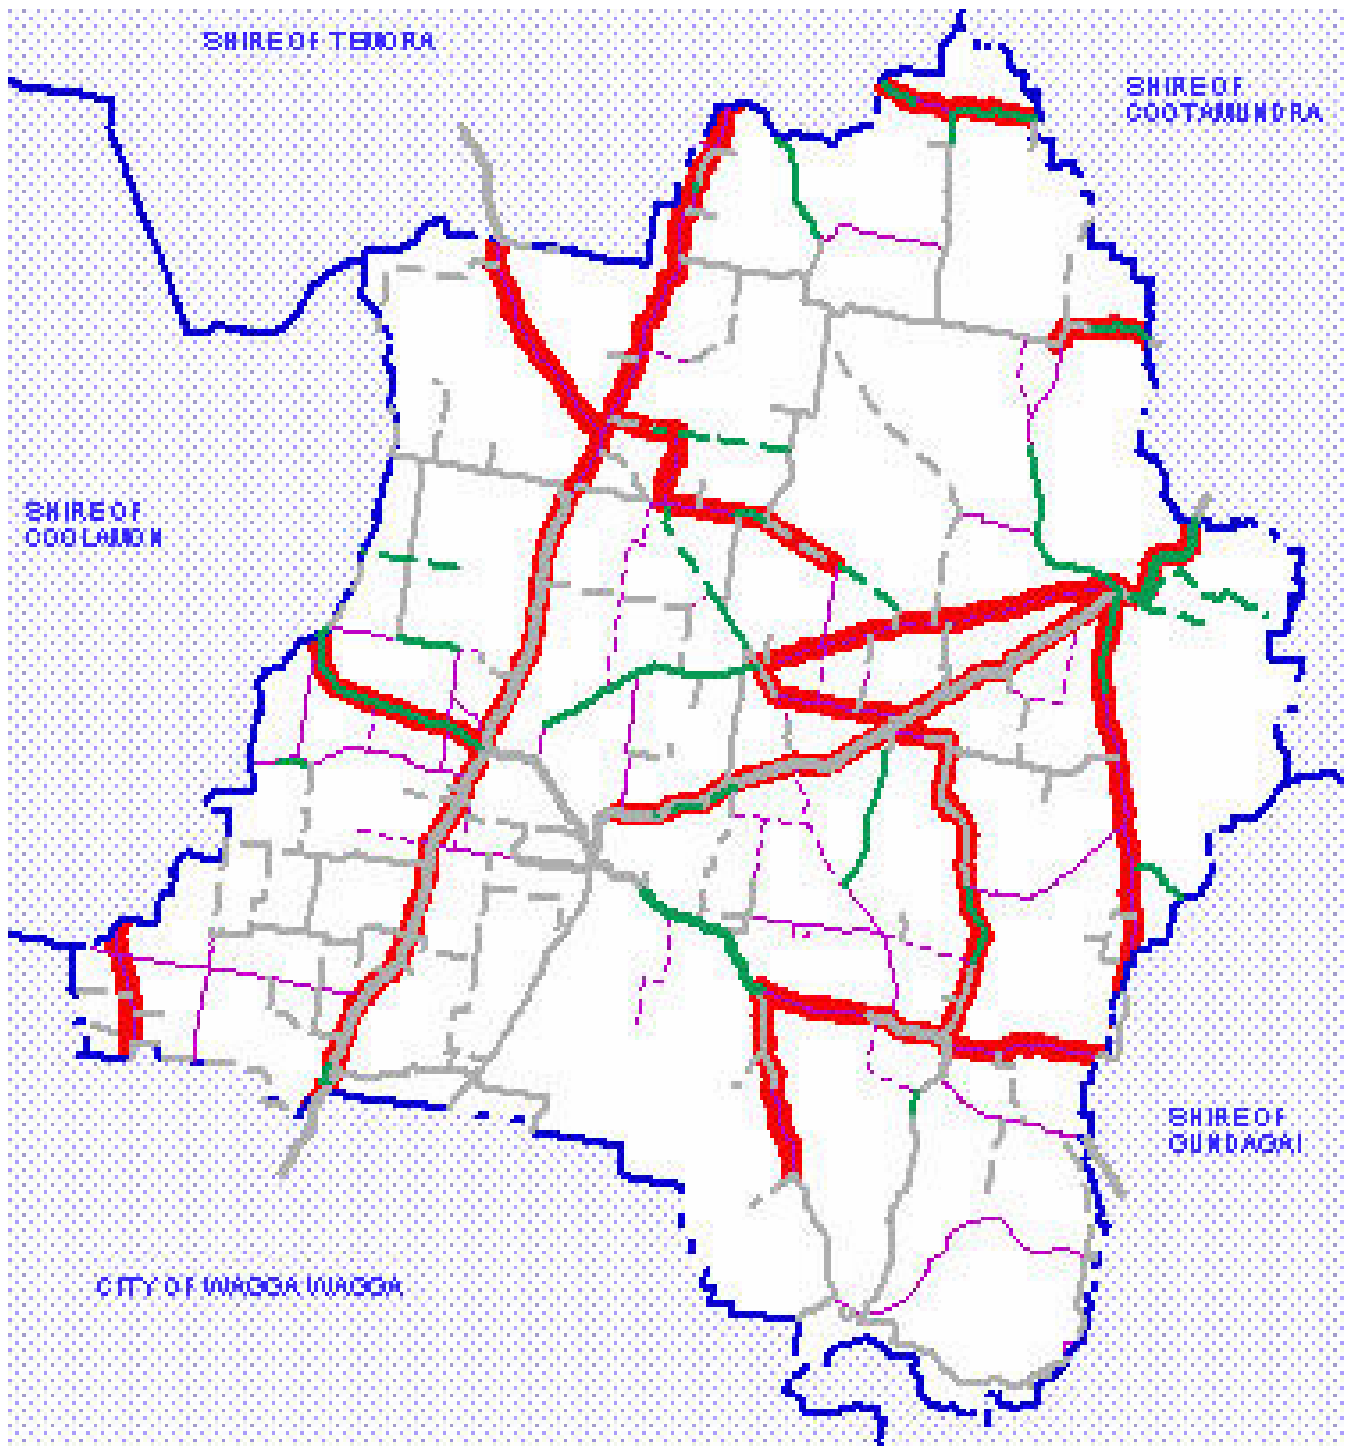 SHIRE OF TEMORA
SHIRE OF
COOTAMUNDRA
SHIRE OF
COOLAMON
SHIRE OF
GUNDAGAI
CITY OF WAGGA WAGGA